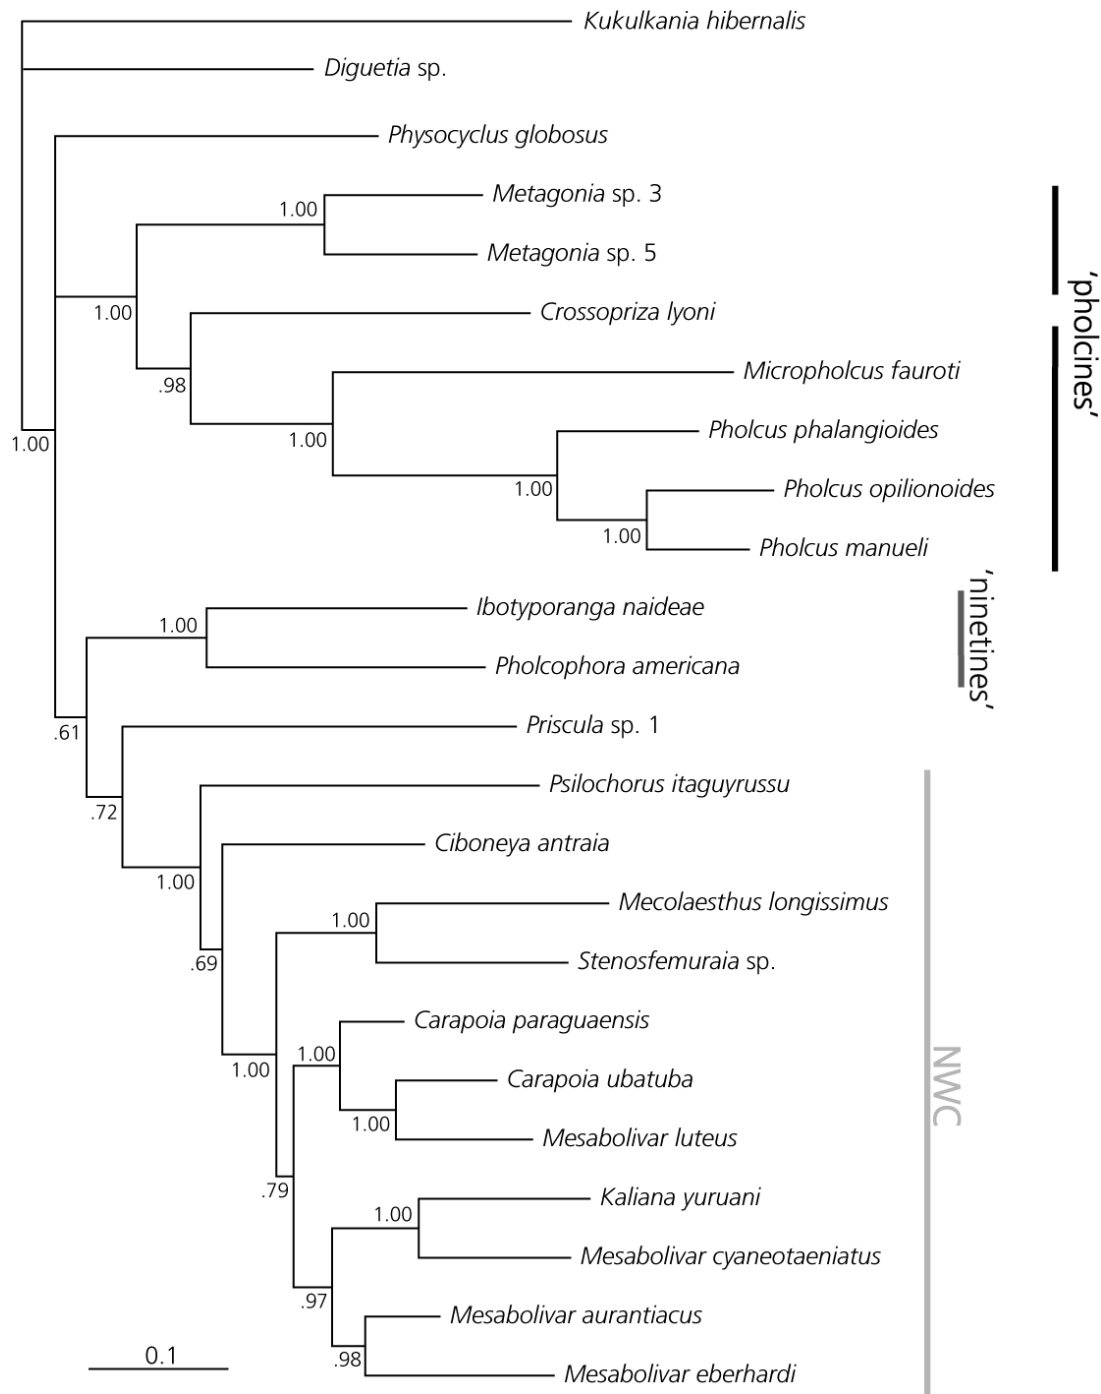 Kukulkania hibernalis
Diguetia sp.
Physocyclus globosus
Metagonia sp. 3
1.00
Metagonia sp. 5
1.00
Crossopriza lyoni
.98
Micropholcus fauroti
1.00
Pholcus phalangioides
1.00
Pholcus opilionoides
1.00
Pholcus manueli
1.00
'pholcines'
Ibotyporanga naideae
1.00
Pholcophora americana
'ninetines'
.61
Priscula sp. 1
.72
Psilochorus itaguyrussu
Ciboneya antraia
1.00
Mecolaesthus longissimus
1.00
Stenosfemuraia sp.
.69
Carapoia paraguaensis
1.00
1.00
Carapoia ubatuba
1.00
Mesabolivar luteus
.79
Kaliana yuruani
1.00
Mesabolivar cyaneotaeniatus
.97
Mesabolivar aurantiacus
.98
Mesabolivar eberhardi
NWC
0.1